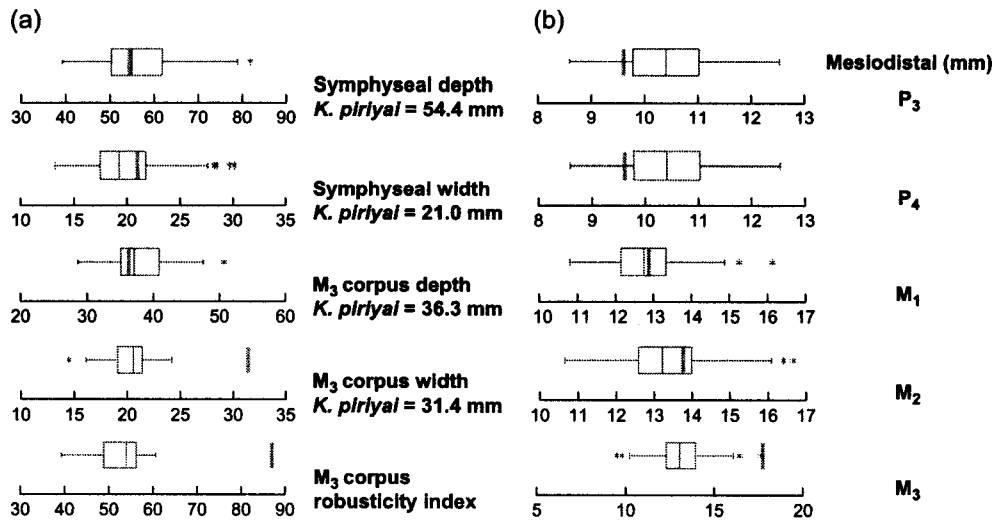 (a)
30 40 50 60 70 80 90
Symphyseal depth
K. piriyai = 54.4 mm
10 15 20 25 30 35
Symphyseal width
K. piriyai = 21.0 mm
20 30 40 50 60
M3 corpus depth
K. piriyai = 36.3 mm
10 15 20 25 30 35
M3 corpus width
K. piriyai = 31.4 mm
30 40 50 60 70 80 90
M3 corpus
robusticity index
(b)
Mesiodistal (mm)
8 9 10 11 12 13
P3
8 9 10 11 12 13
P4
10 11 12 13 14 15 16 17
M1
10 11 12 13 14 15 16 17
M2
5 10 15 20
M3